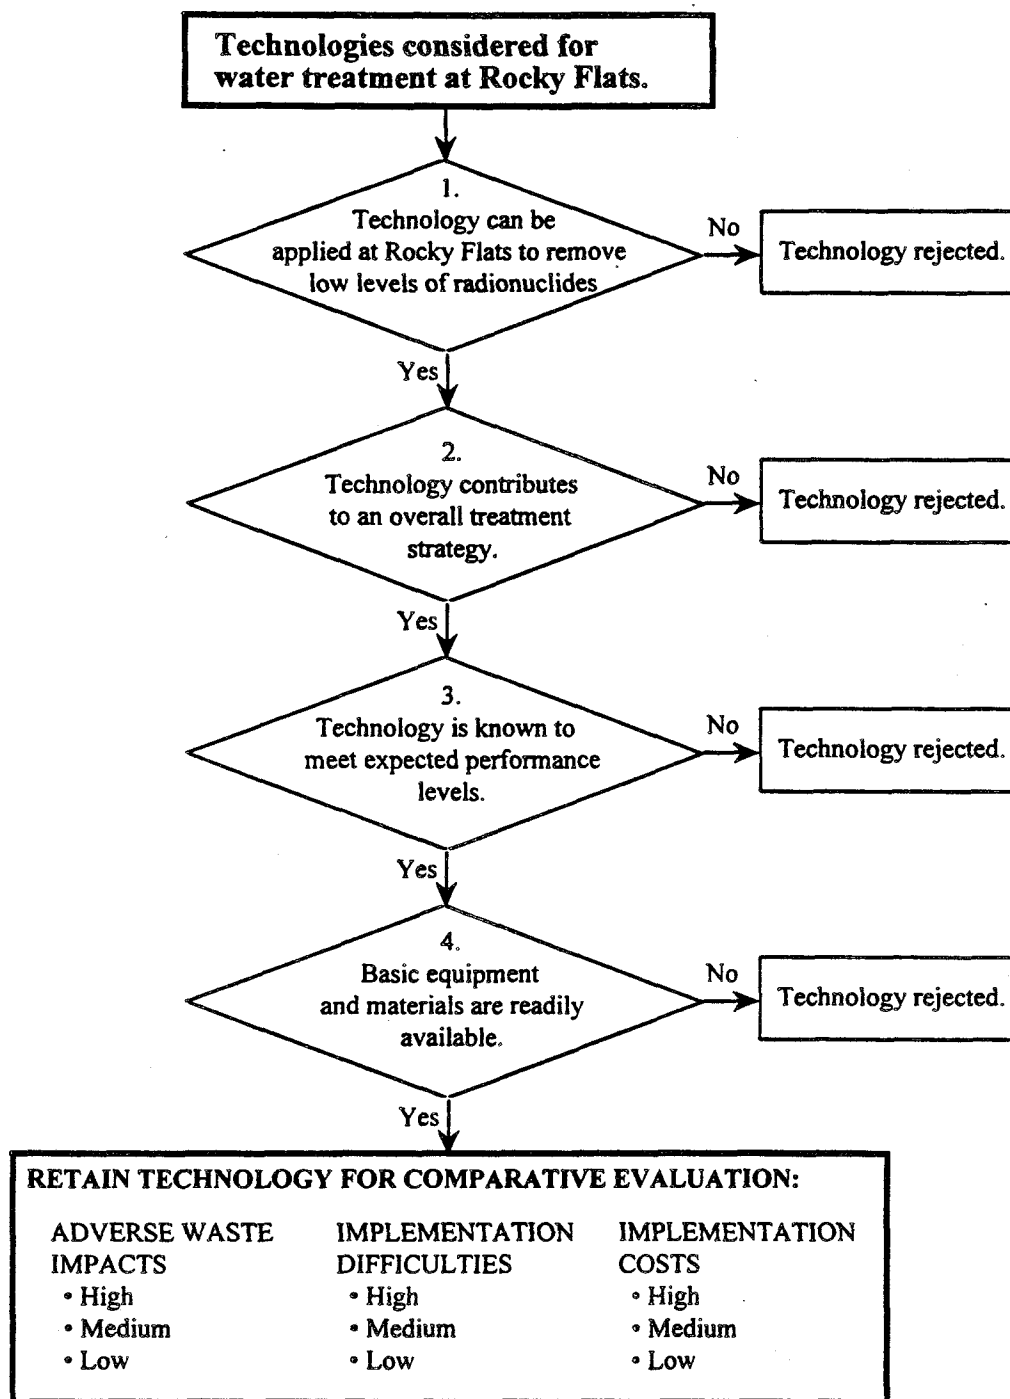 Technologies considered for
water treatment at Rocky Flats.
1.
Technology can be
applied at Rocky Flats to remove
low levels of radionuclides
No
Technology rejected.
Yes
2.
Technology contributes
to an overall treatment
strategy.
No
Technology rejected.
Yes
3.
Technology is known to
meet expected performance
levels.
No
Technology rejected.
Yes
4.
Basic equipment
and materials are readily
available.
No
Technology rejected.
Yes
RETAIN TECHNOLOGY FOR COMPARATIVE EVALUATION:
ADVERSE WASTE
IMPACTS
• High
• Medium
• Low
IMPLEMENTATION
DIFFICULTIES
• High
• Medium
• Low
IMPLEMENTATION
COSTS
• High
• Medium
• Low